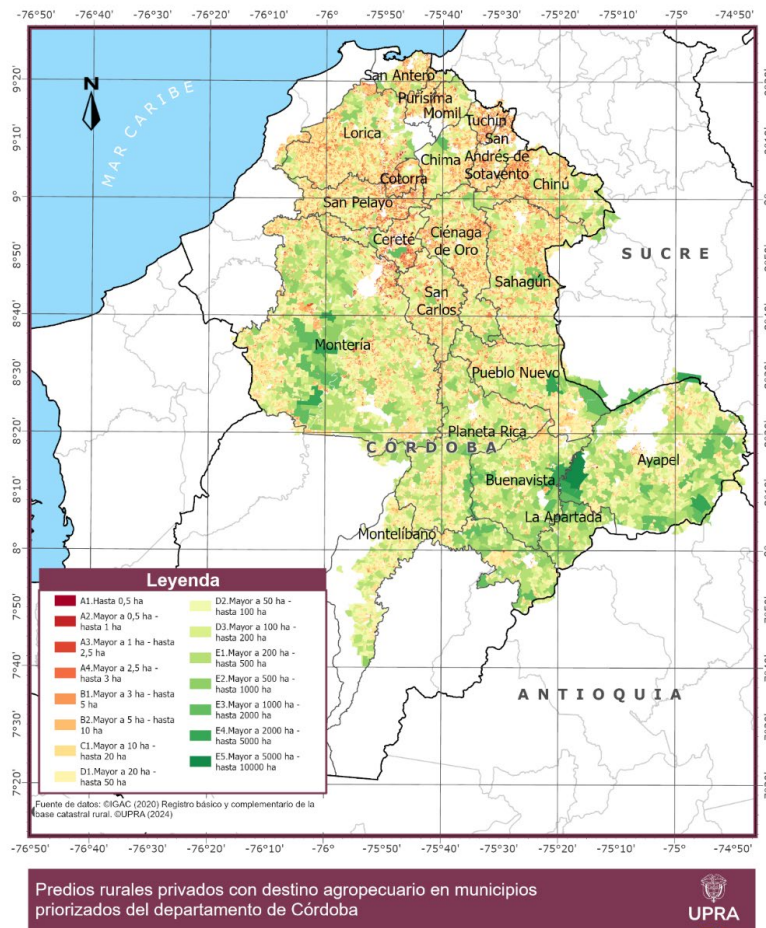 -76°50' -76°40' -76°30' -76°20' -76°10' -76° -75°50' -75°40' -75°30' -75°20' -75°10' -75° -74°50'
9°20'
9°10'
9°
8°50'
8°40'
8°30'
8°20'
8°10'
8°
7°50'
7°40'
7°30'
7°20'
N
MAR CARIBE
San Antero
Purísima
Momil
Tuchín
Lorica
San
Andrés de
Sotavento
Chima
Cotorra
Chinú
San Pelayo
Cereté
Ciénaga
de Oro
SUCRE
Sahagún
San
Carlos
Montería
Pueblo Nuevo
Planeta Rica
CÓRDOBA
Buenavista
Ayapel
La Apartada
Montelíbano
ANTIOQUIA
Leyenda
A1.Hasta 0,5 ha
A2.Mayor a 0,5 ha -
hasta 1 ha
A3.Mayor a 1 ha - hasta
2,5 ha
A4.Mayor a 2,5 ha -
hasta 3 ha
B1.Mayor a 3 ha - hasta
5 ha
B2.Mayor a 5 ha - hasta
10 ha
C1.Mayor a 10 ha -
hasta 20 ha
D1.Mayor a 20 ha -
hasta 50 ha
D2.Mayor a 50 ha -
hasta 100 ha
D3.Mayor a 100 ha -
hasta 200 ha
E1.Mayor a 200 ha -
hasta 500 ha
E2.Mayor a 500 ha -
hasta 1000 ha
E3.Mayor a 1000 ha -
hasta 2000 ha
E4.Mayor a 2000 ha -
hasta 5000 ha
E5.Mayor a 5000 ha -
hasta 10000 ha
Fuente de datos: ©IGAC (2020) Registro básico y complementario de la
base catastral rural. ©UPRA (2024)
-76°50' -76°40' -76°30' -76°20' -76°10' -76° -75°50' -75°40' -75°30' -75°20' -75°10' -75° -74°50'
Predios rurales privados con destino agropecuario en municipios
priorizados del departamento de Córdoba
UPRA